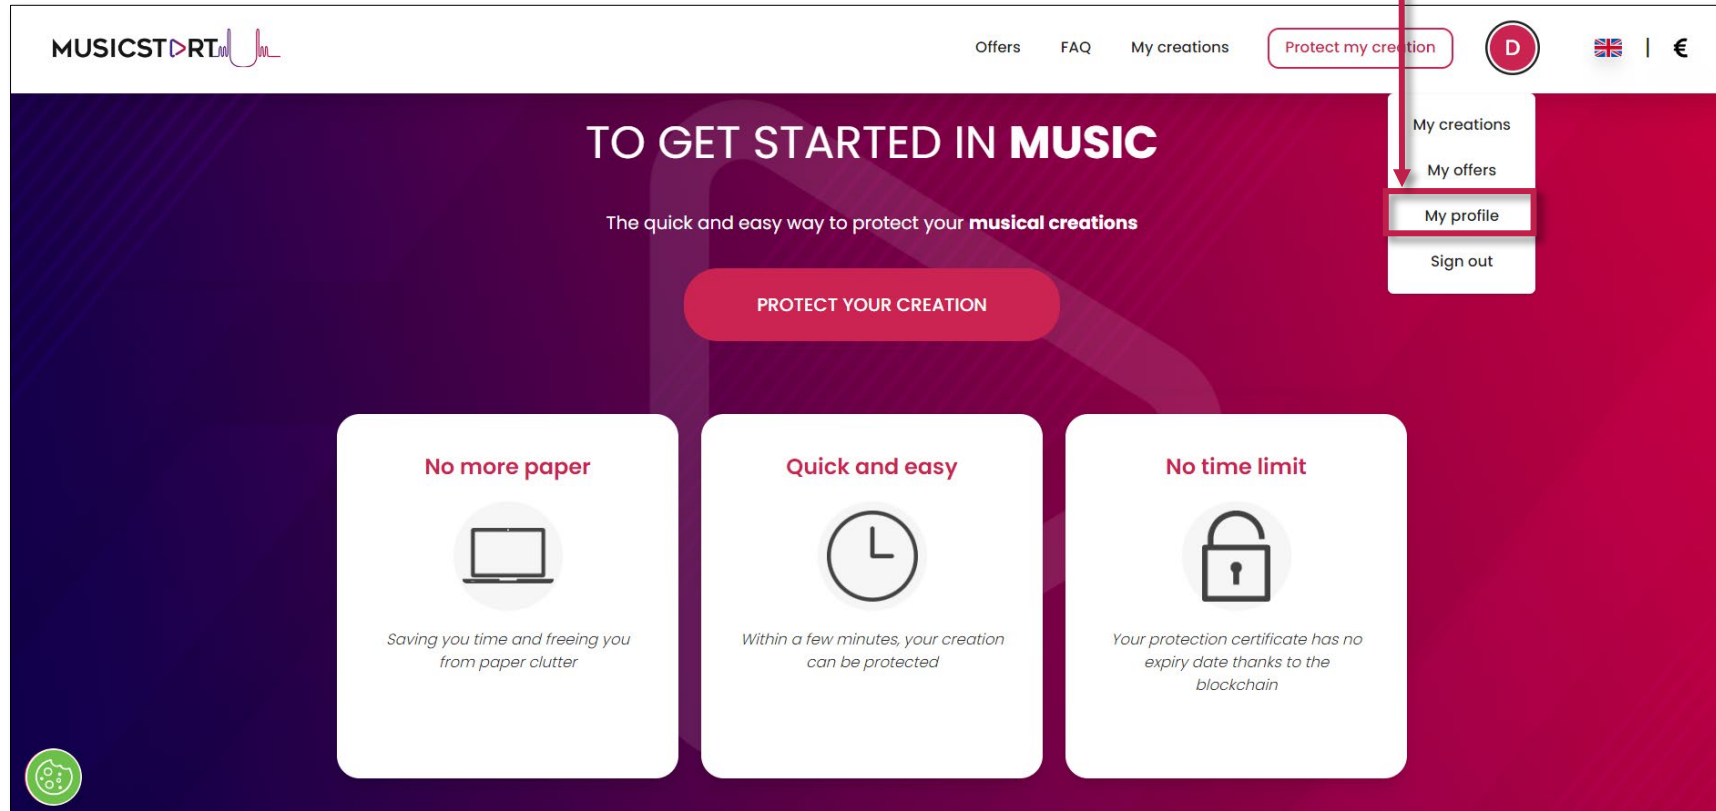 MUSICSTART
Offers
FAQ
My creations
Protect my creation
D
€
My creations
My offers
My profile
Sign out
TO GET STARTED IN MUSIC
The quick and easy way to protect your musical creations
PROTECT YOUR CREATION
No more paper
Saving you time and freeing you
from paper clutter
Quick and easy
Within a few minutes, your creation
can be protected
No time limit
Your protection certificate has no
expiry date thanks to the
blockchain